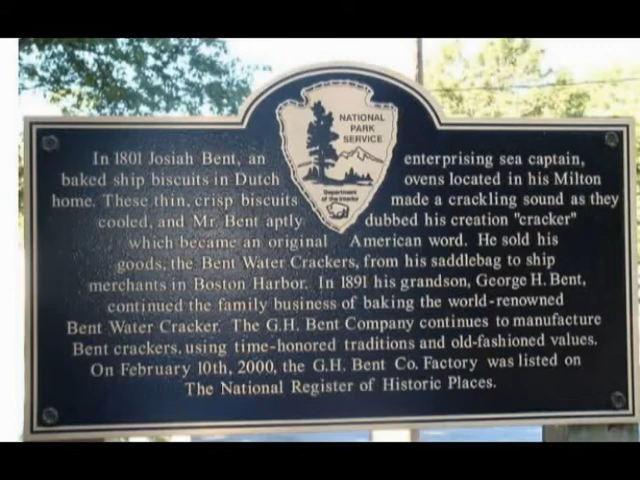 NATIONAL
PARK
SERVICE
Department
of the Interior
In 1801 Josiah Bent, an enterprising sea captain,
baked ship biscuits in Dutch ovens located in his Milton
home. These thin, crisp biscuits made a crackling sound as they
cooled, and Mr. Bent aptly dubbed his creation "cracker"
which became an original American word. He sold his
goods, the Bent Water Crackers, from his saddlebag to ship
merchants in Boston Harbor. In 1891 his grandson, George H. Bent,
continued the family business of baking the world-renowned
Bent Water Cracker. The G.H. Bent Company continues to manufacture
Bent crackers, using time-honored traditions and old-fashioned values.
On February 10th, 2000, the G.H. Bent Co. Factory was listed on
The National Register of Historic Places.